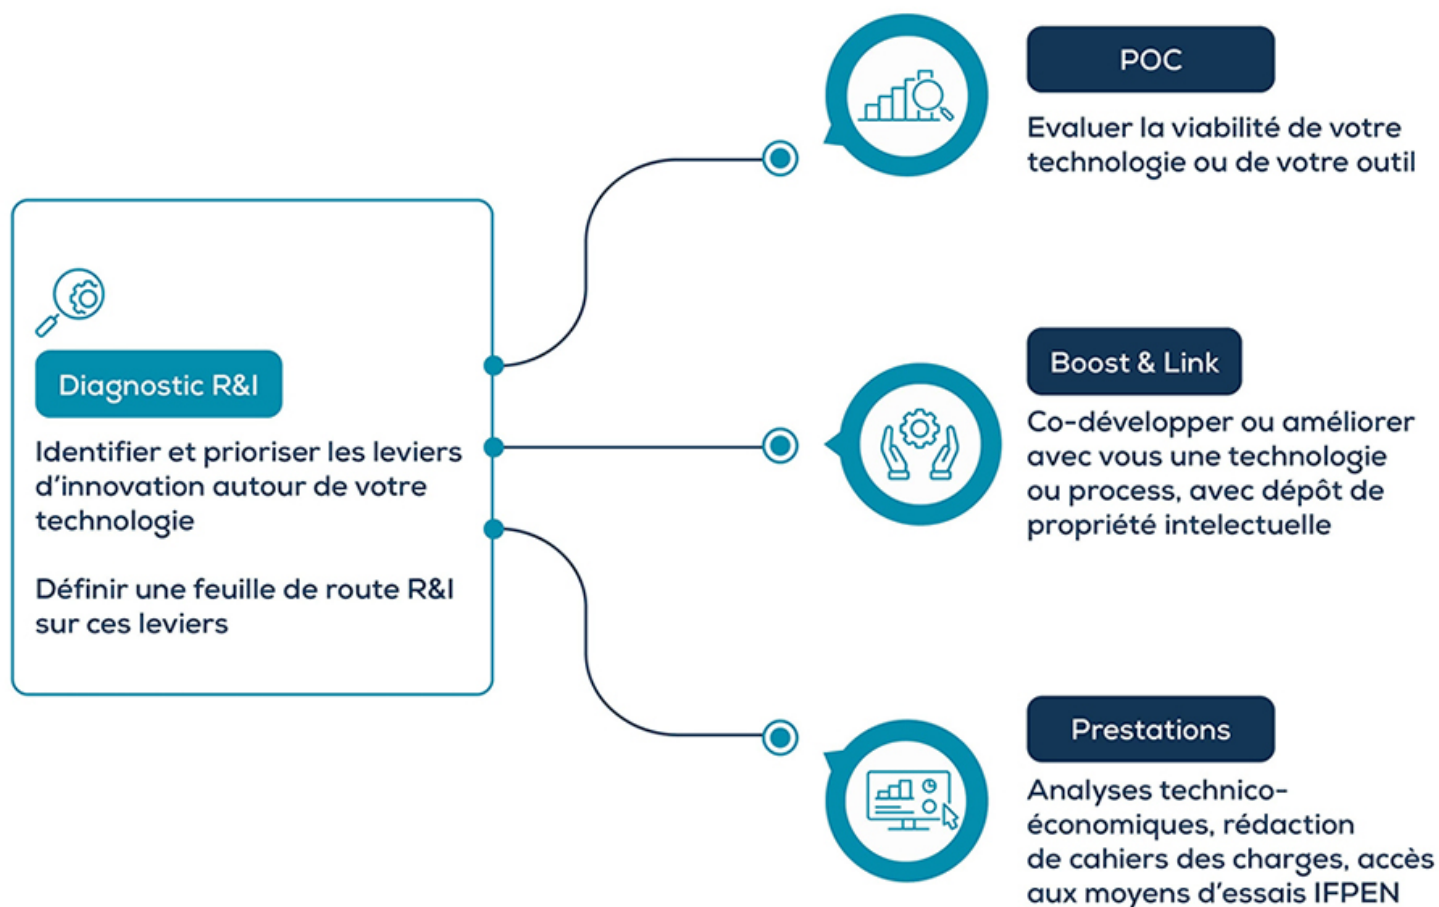 Diagnostic R&I
Identifier et prioriser les leviers
d'innovation autour de votre
technologie
Définir une feuille de route R&I
sur ces leviers
POC
Evaluer la viabilité de votre
technologie ou de votre outil
Boost & Link
Co-développer ou améliorer
avec vous une technologie
ou process, avec dépôt de
propriété intelectuelle
Prestations
Analyses technico-
économiques, rédaction
de cahiers des charges, accès
aux moyens d'essais IFPEN